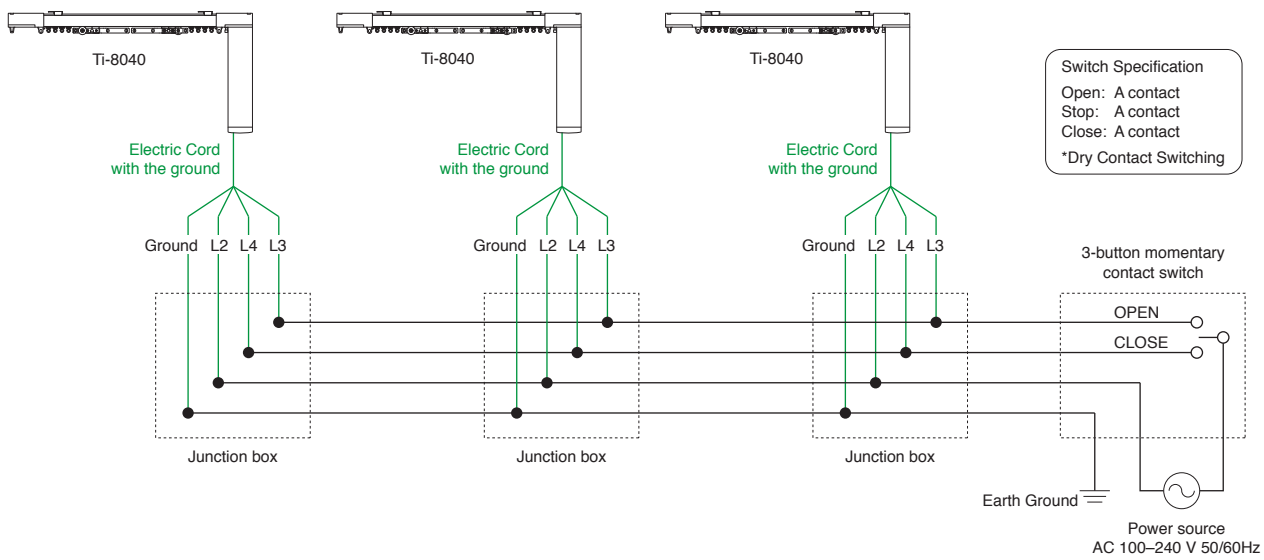 Ti-8040
Ti-8040
Ti-8040
Switch Specification
Open: A contact
Stop: A contact
Close: A contact
*Dry Contact Switching
Electric Cord
with the ground
Electric Cord
with the ground
Electric Cord
with the ground
Ground L2 L4 L3
Ground L2 L4 L3
Ground L2 L4 L3
3-button momentary
contact switch
OPEN
CLOSE
Junction box
Junction box
Junction box
Earth Ground
Power source
AC 100–240 V 50/60Hz